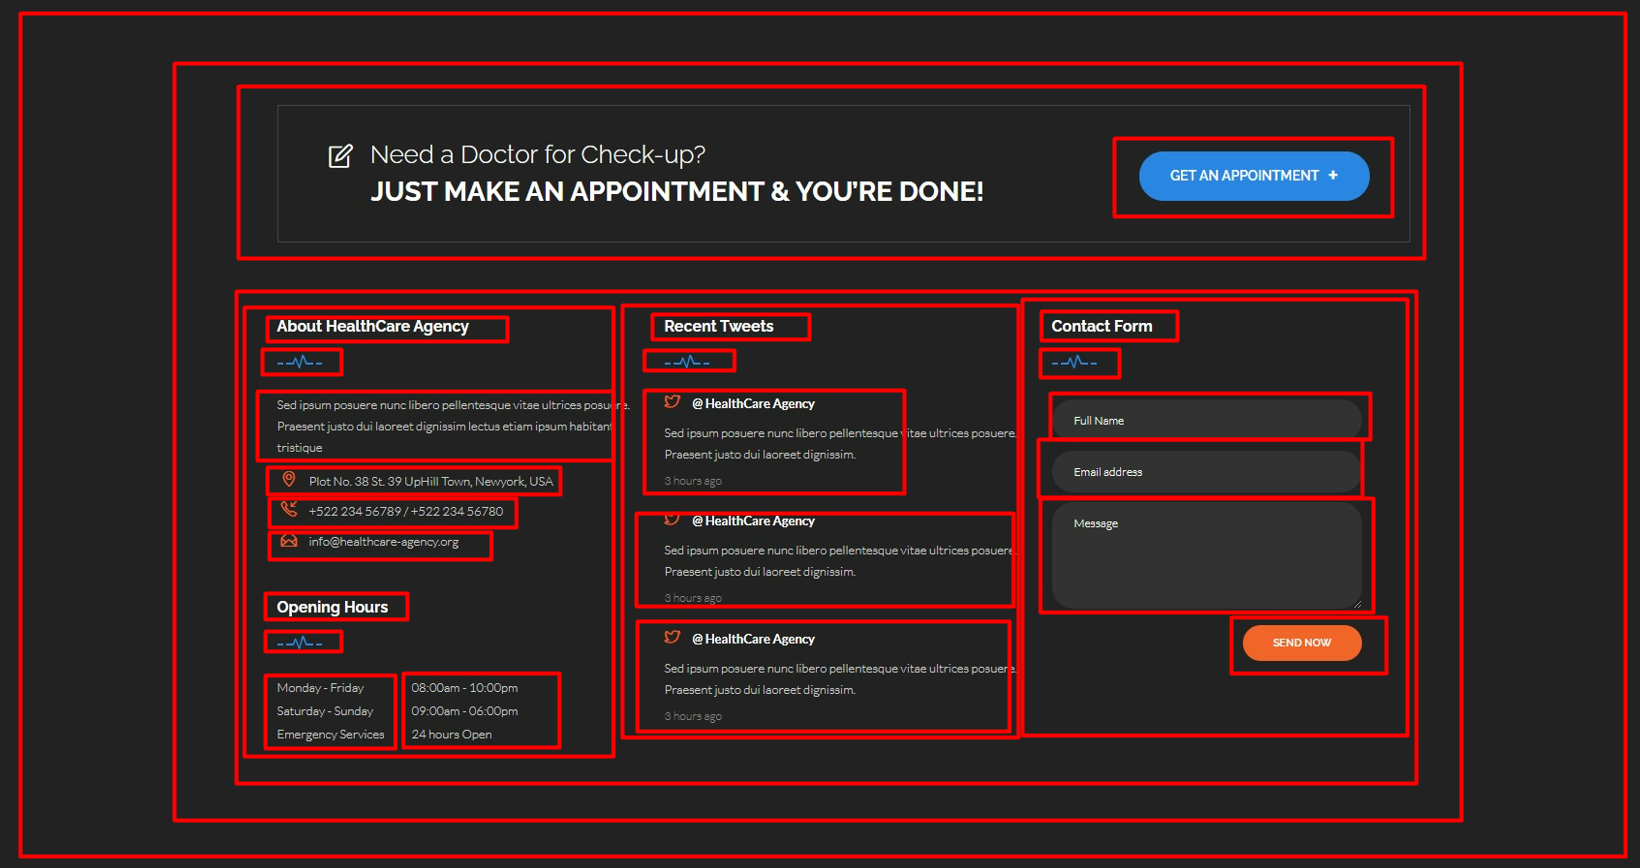 Need a Doctor for Check-up?
JUST MAKE AN APPOINTMENT & YOU'RE DONE!
GET AN APPOINTMENT +
About HealthCare Agency
Sed ipsum posuere nunc libero pellentesque vitae ultrices posuere.
Praesent justo dui laoreet dignissim lectus etiam ipsum habitant
tristique
Plot No. 38 St. 39 UpHill Town, Newyork, USA
+522 234 56789 / +522 234 56780
info@healthcare-agency.org
Opening Hours
Monday - Friday 08:00am - 10:00pm
Saturday - Sunday 09:00am - 06:00pm
Emergency Services 24 hours Open
Recent Tweets
@ HealthCare Agency
Sed ipsum posuere nunc libero pellentesque vitae ultrices posuere.
Praesent justo dui laoreet dignissim.
3 hours ago
@ HealthCare Agency
Sed ipsum posuere nunc libero pellentesque vitae ultrices posuere.
Praesent justo dui laoreet dignissim.
3 hours ago
@ HealthCare Agency
Sed ipsum posuere nunc libero pellentesque vitae ultrices posuere.
Praesent justo dui laoreet dignissim.
3 hours ago
Contact Form
Full Name
Email address
Message
SEND NOW